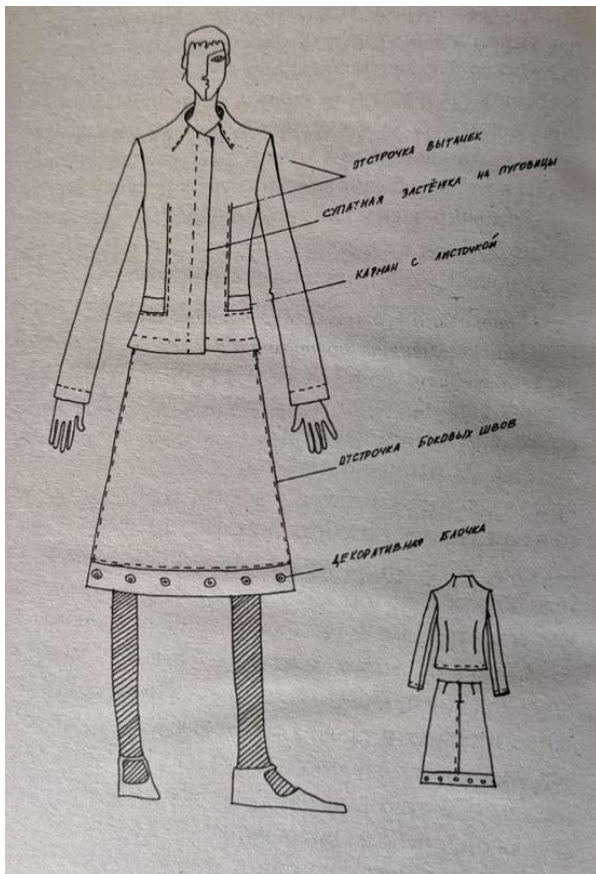 ОТСТРОЧКА ВЫТАЧЕК
СУПАТНАЯ ЗАСТЁЖКА НА ПУГОВИЦЫ
КАРМАН С ЛИСТОЧКОЙ
ОТСТРОЧКА БОКОВЫХ ШВОВ
ДЕКОРАТИВНАЯ БЛОЧКА